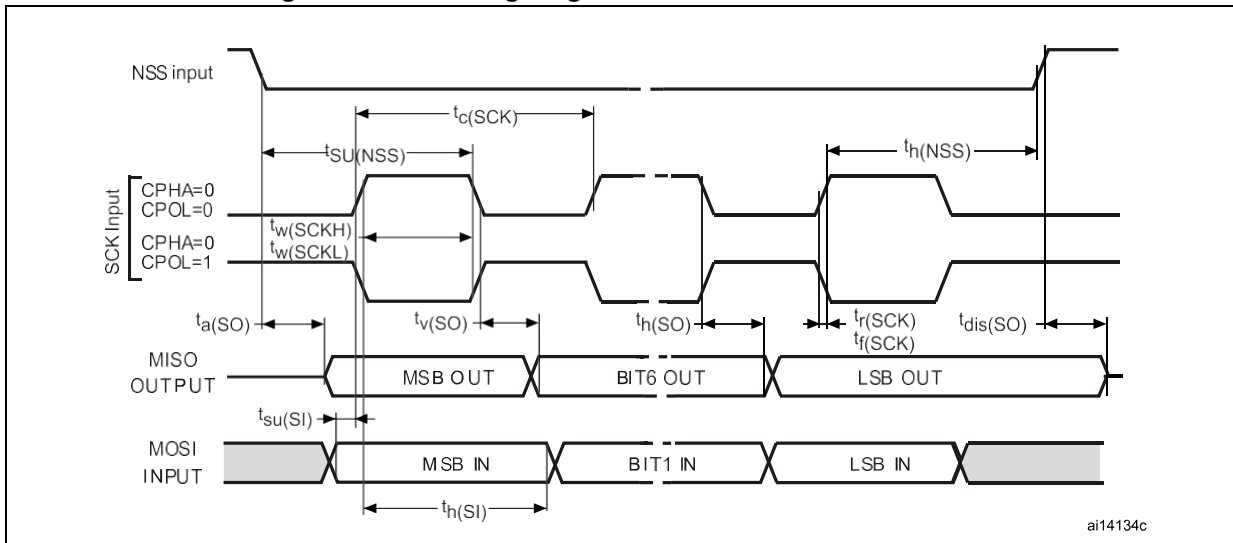 NSS input
tc(SCK)
tSU(NSS)
th(NSS)
SCK Input
CPHA=0
CPOL=0
CPHA=0
CPOL=1
tw(SCKH)
tw(SCKL)
ta(SO)
tv(SO)
th(SO)
tr(SCK)
tf(SCK)
tdis(SO)
MISO
OUTPUT
MSB OUT
BIT6 OUT
LSB OUT
tsu(SI)
MOSI
INPUT
MSB IN
BIT1 IN
LSB IN
th(SI)
ai14134c